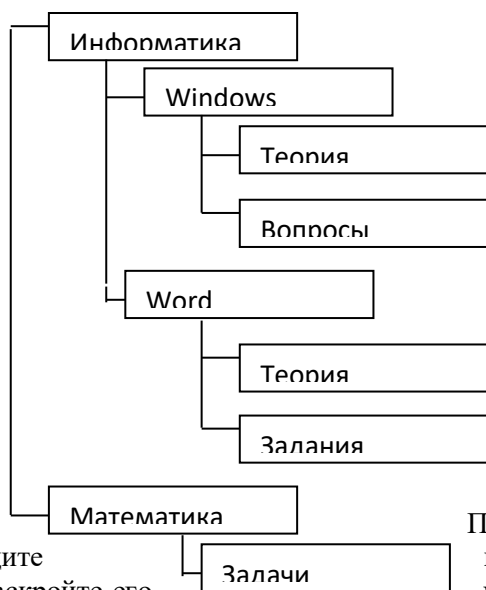 Информатика
Windows
Теория
Вопросы
Word
Теория
Задания
Математика
Задачи